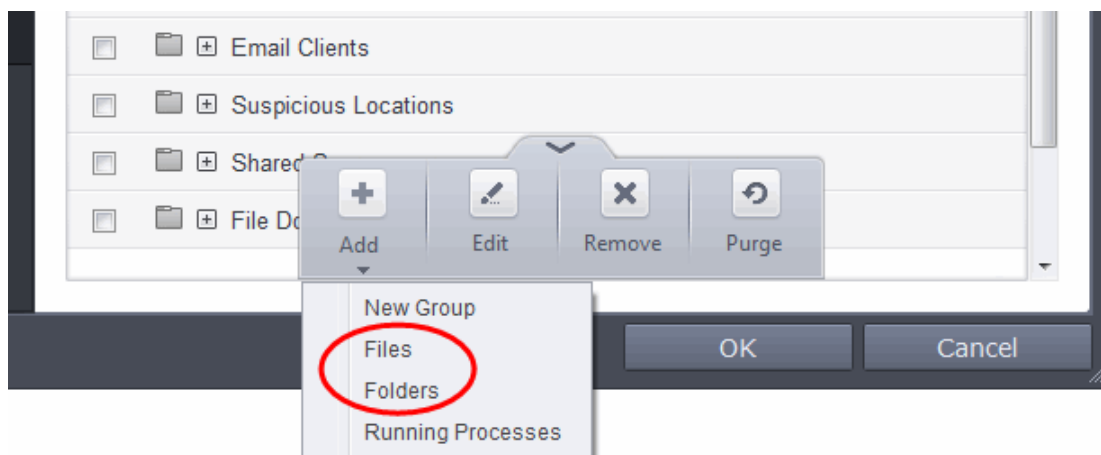 Email Clients
Suspicious Locations
Shared
File
Add
Edit
Remove
Purge
New Group
Files
Folders
Running Processes
OK
Cancel